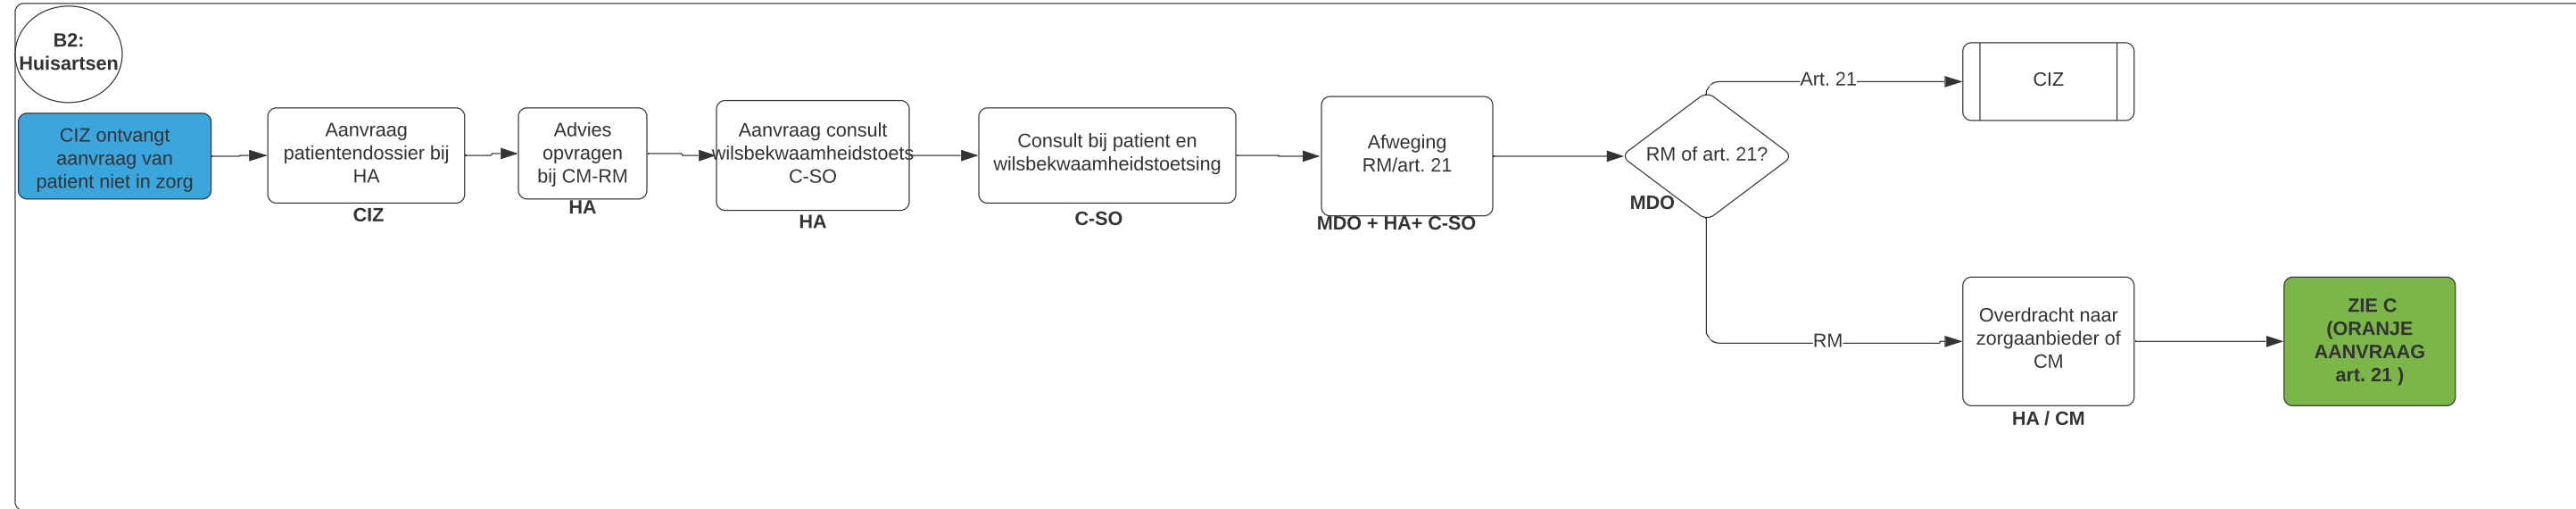 B2:
Huisartsen
CIZ ontvangt
aanvraag van
patient niet in zorg
Aanvraag
patientendossier bij
HA
CIZ
Advies
opvragen
bij CM-RM
HA
Aanvraag consult
wilsbekwaamheidstoets
C-SO
HA
Consult bij patient en
wilsbekwaamheidstoetsing
C-SO
Afweging
RM/art. 21
MDO + HA+ C-SO
RM of art. 21?
MDO
Art. 21
CIZ
RM
Overdracht naar
zorgaanbieder of
CM
HA / CM
ZIE C
(ORANJE
AANVRAAG
art. 21 )